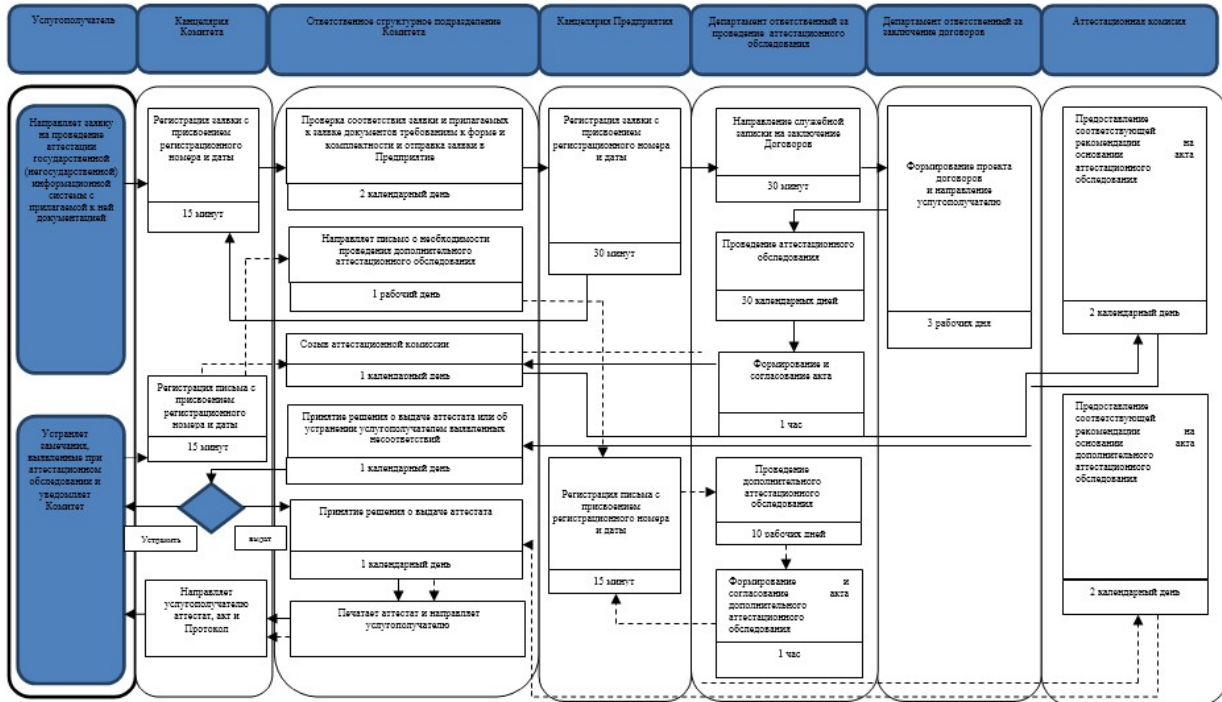 Услугополучатель
Канцелярия
Комитета
Ответственное структурное подразделение
Комитета
Канцелярия Предприятия
Департамент ответственный за
проведение аттестационного
обследования
Департамент ответственный за
заключение договоров
Аттестационная комисия
Направляет заявку
на проведение
аттестации
государственной
(негосударственной)
информационной
системы с
прилагаемой к ней
документацией
Устраняет
замечания,
выявленные при
аттестационном
обследовании и
уведомляет
Комитет
Регистрация заявки с
присвоением
регистрационного
номера и даты
15 минут
Регистрация письма с
присвоением
регистрационного
номера и даты
15 минут
Устранить
выдат
Направляет
услугополучателю
аттестат, акт и
Протокол
Проверка соответствия заявки и прилагаемых
к заявке документов требованиям к форме и
комплектности и отправка заявки в
Предприятие
2 календарный день
Направляет письмо о необходимости
проведения дополнительного
аттестационного обследования
1 рабочий день
Созыв аттестационной комиссии
1 календарный день
Принятие решения о выдаче аттестата или об
устранении услугополучателем выявленных
несоответствий
1 календарный день
Принятие решения о выдаче аттестата
1 календарный день
Печатает аттестат и направляет
услугополучателю
Регистрация заявки с
присвоением
регистрационного номера
и даты
30 минут
Регистрация письма с
присвоением
регистрационного номера
и даты
15 минут
Направление служебной
записки на заключение
Договоров
30 минут
Проведение аттестационного
обследования
30 календарных дней
Формирование и
согласование акта
1 час
Проведение
дополнительного
аттестационного
обследования
10 рабочих дней
Формирование и
согласование акта
дополнительного
аттестационного
обследования
1 час
Формирование проекта
договоров
и направление
услугополучателю
3 рабочих дня
Предоставление
соответствующей
рекомендации на
основании акта
аттестационного
обследования
2 календарный день
Предоставление
соответствующей
рекомендации на
основании акта
дополнительного
аттестационного
обследования
2 календарный день